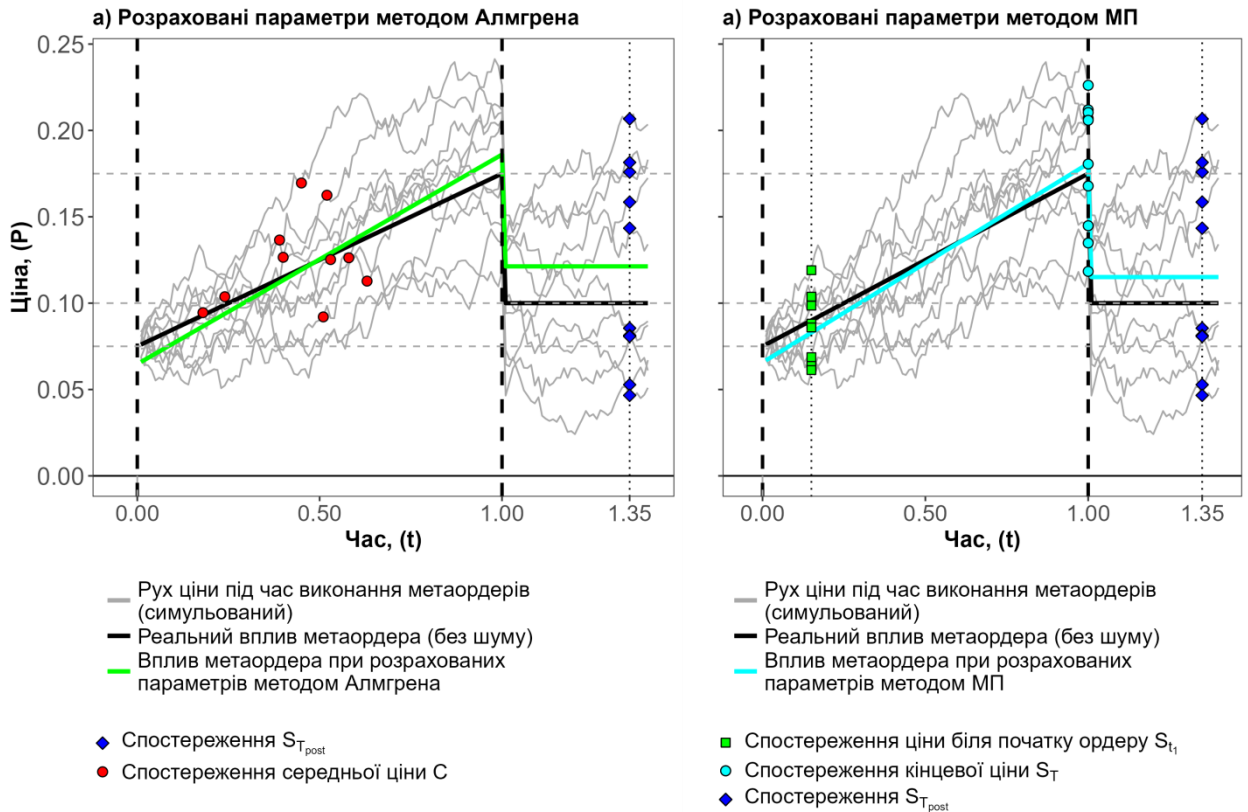 а) Розраховані параметри методом Алмгрена
а) Розраховані параметри методом МП
Ціна, (P)
0.25
0.20
0.15
0.10
0.05
0.00
0.00
0.50
1.00
1.35
Час, (t)
0.00
0.50
1.00
1.35
Час, (t)
Рух ціни під час виконання метаордерів
(симульований)
Реальний вплив метаордера (без шуму)
Вплив метаордера при розрахованих
параметрів методом Алмгрена
Спостереження S_{T_{post}}
Спостереження середньої ціни C
Рух ціни під час виконання метаордерів
(симульований)
Реальний вплив метаордера (без шуму)
Вплив метаордера при розрахованих
параметрів методом МП
Спостереження ціни біля початку ордеру S_{t_1}
Спостереження кінцевої ціни S_T
Спостереження S_{T_{post}}